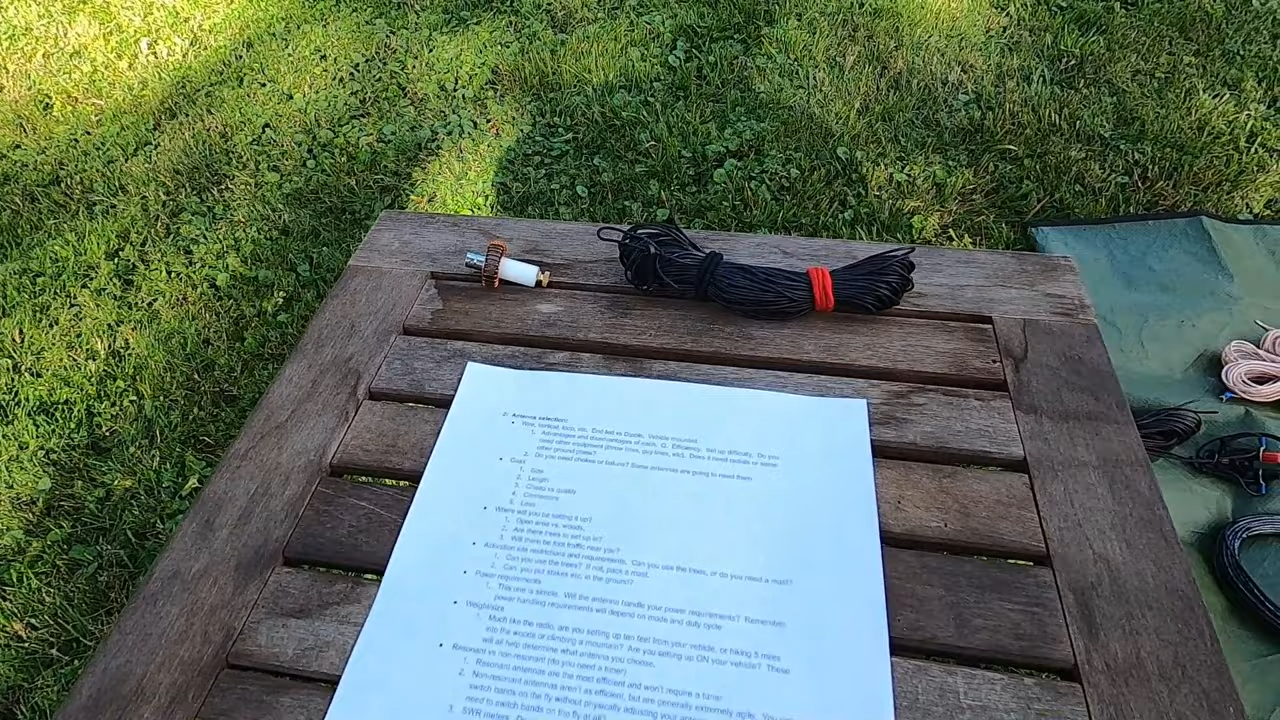 2. Antenna selection:
• Wire, vertical, loop, etc. End fed vs Dipole. Vehicle mounted.
1. Advantages and disadvantages of each. Q. Efficiency. Set up difficulty. Do you
need other equipment (throw lines, guy lines, etc). Does it need radials or some
other ground plane?
2. Do you need chokes or baluns? Some antennas are going to need them
• Coax
1. Size
2. Length
3. Cheap vs quality
4. Connectors
5. Loss
• Where will you be setting it up?
1. Open area vs. woods.
2. Are there trees to set up in?
3. Will there be foot traffic near you?
• Activation site restrictions and requirements. Can you use the trees, or do you need a mast?
1. Can you use the trees? If not, pack a mast.
2. Can you put stakes etc. in the ground?
• Power requirements
1. This one is simple. Will the antenna handle your power requirements? Remember,
power handling requirements will depend on mode and duty cycle
• Weight/size
1. Much like the radio, are you setting up ten feet from your vehicle, or hiking 5 miles
into the woods or climbing a mountain? Are you setting up ON your vehicle? These
will all help determine what antenna you choose.
• Resonant vs non-resonant (do you need a tuner)
1. Resonant antennas are the most efficient and won't require a tuner
2. Non-resonant antennas aren't as efficient, but are generally extremely agile. You can
switch bands on the fly without physically adjusting your
need to switch bands on the fly at all?
3. SWR meters.